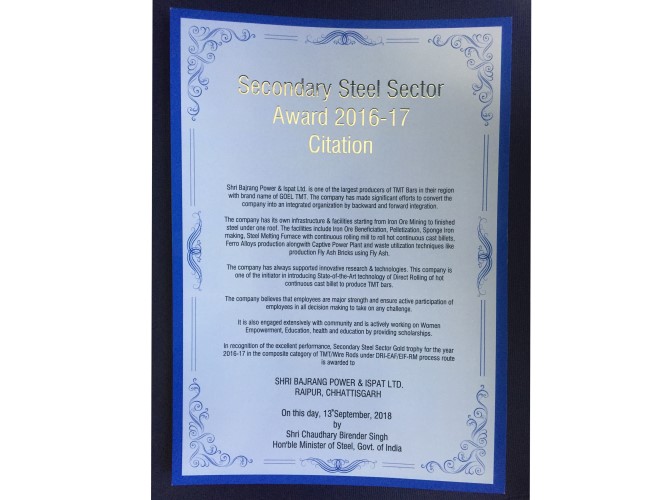 Secondary Steel Sector
Award 2016-17
Citation
Shri Bajrang Power & Ispat Ltd. is one of the largest producers of TMT Bars in their region
with brand name of GOEL TMT. The company has made significant efforts to convert the
company into an integrated organization by backward and forward integration.
The company has its own infrastructure & facilities starting from Iron Ore Mining to finished
steel under one roof. The facilities include Iron Ore Beneficiation, Pelletization, Sponge Iron
making, Steel Melting Furnace with continuous rolling mill to roll hot continuous cast billets,
Ferro Alloys production alongwith Captive Power Plant and waste utilization techniques like
production Fly Ash Bricks using Fly Ash.
The company has always supported innovative research & technologies. This company is
one of the initiator in introducing State-of-the-Art technology of Direct Rolling of hot
continuous cast billet to produce TMT bars.
The company believes that employees are major strength and ensure active participation of
employees in all decision making to take on any challenge.
It is also engaged extensively with community and is actively working on Women
Empowerment, Education, health and education by providing scholarships.
In recognition of the excellent performance, Secondary Steel Sector Gold trophy for the year
2016-17 in the composite category of TMT/Wire Rods under DRI-EAF/EIF-RM process route
is awarded to
SHRI BAJRANG POWER & ISPAT LTD.
RAIPUR, CHHATTISGARH
On this day, 13th September, 2018
by
Shri Chaudhary Birender Singh
Hon'ble Minister of Steel, Govt. of India